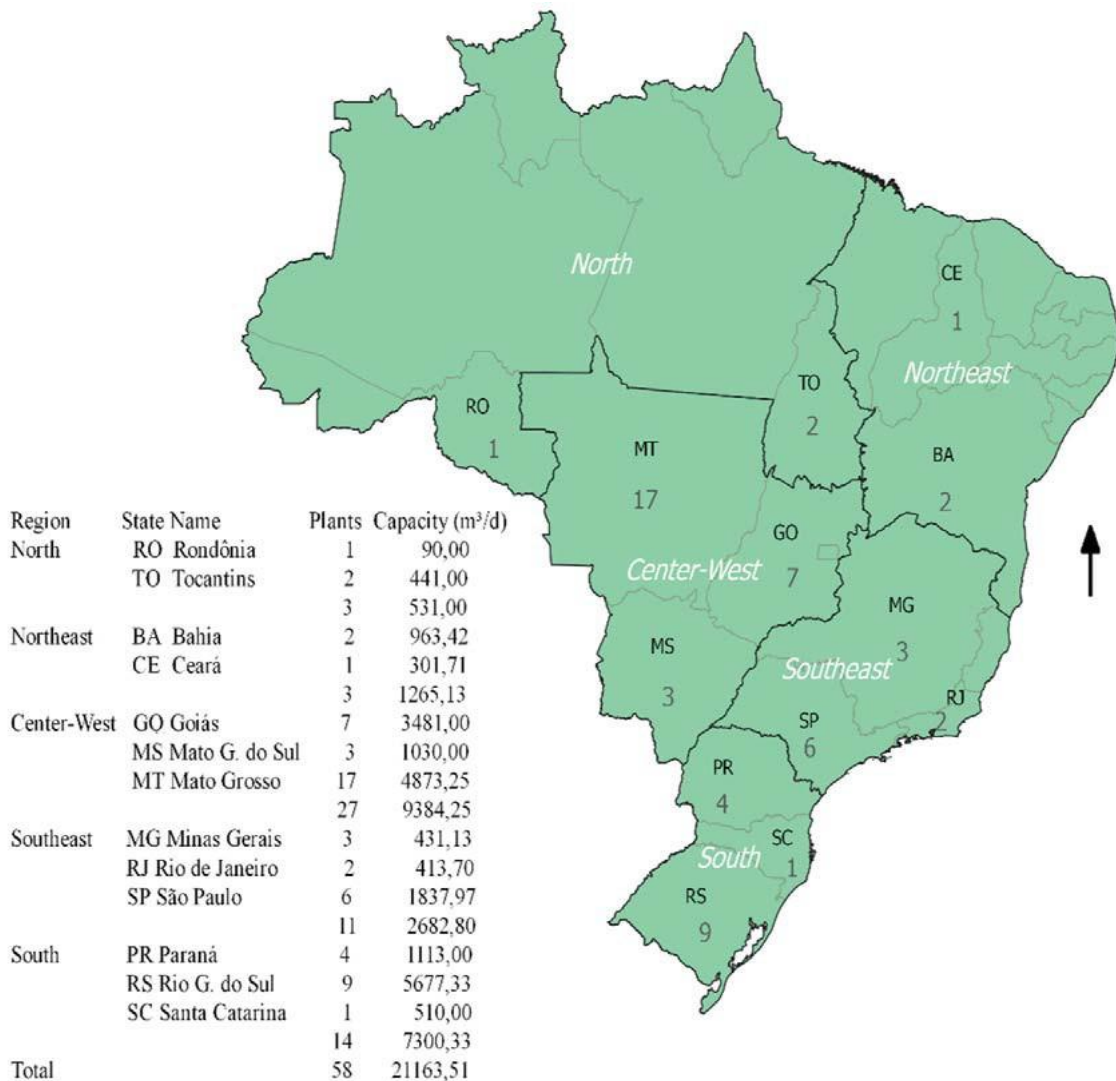 North
CE
1
Northeast
TO
2
RO
1
MT
17
BA
2
GO
7
Center-West
MG
3
MS
3
Southeast
RJ
2
SP
6
PR
4
SC
1
South
RS
9
Region State Name Plants Capacity (m³/d)
North RO Rondônia 1 90,00
TO Tocantins 2 441,00
3 531,00
Northeast BA Bahia 2 963,42
CE Ceará 1 301,71
3 1265,13
Center-West GO Goiás 7 3481,00
MS Mato G. do Sul 3 1030,00
MT Mato Grosso 17 4873,25
27 9384,25
Southeast MG Minas Gerais 3 431,13
RJ Rio de Janeiro 2 413,70
SP São Paulo 6 1837,97
11 2682,80
South PR Paraná 4 1113,00
RS Rio G. do Sul 9 5677,33
SC Santa Catarina 1 510,00
14 7300,33
Total 58 21163,51